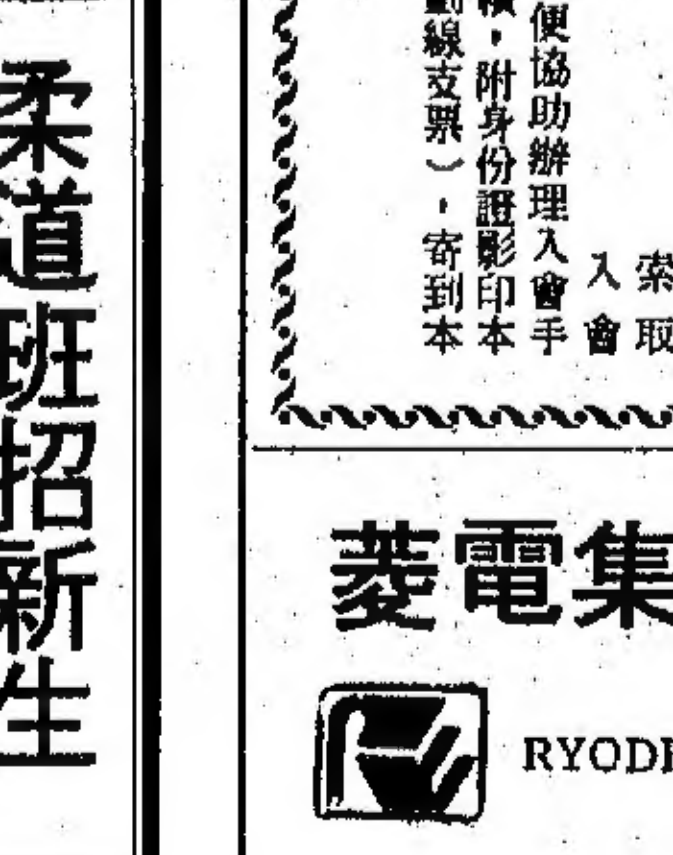 索取
入會
便協助辦理入會手
續，附身份證影印本
劃線支票），寄到本
柔道班招新生
菱電集
RYODE